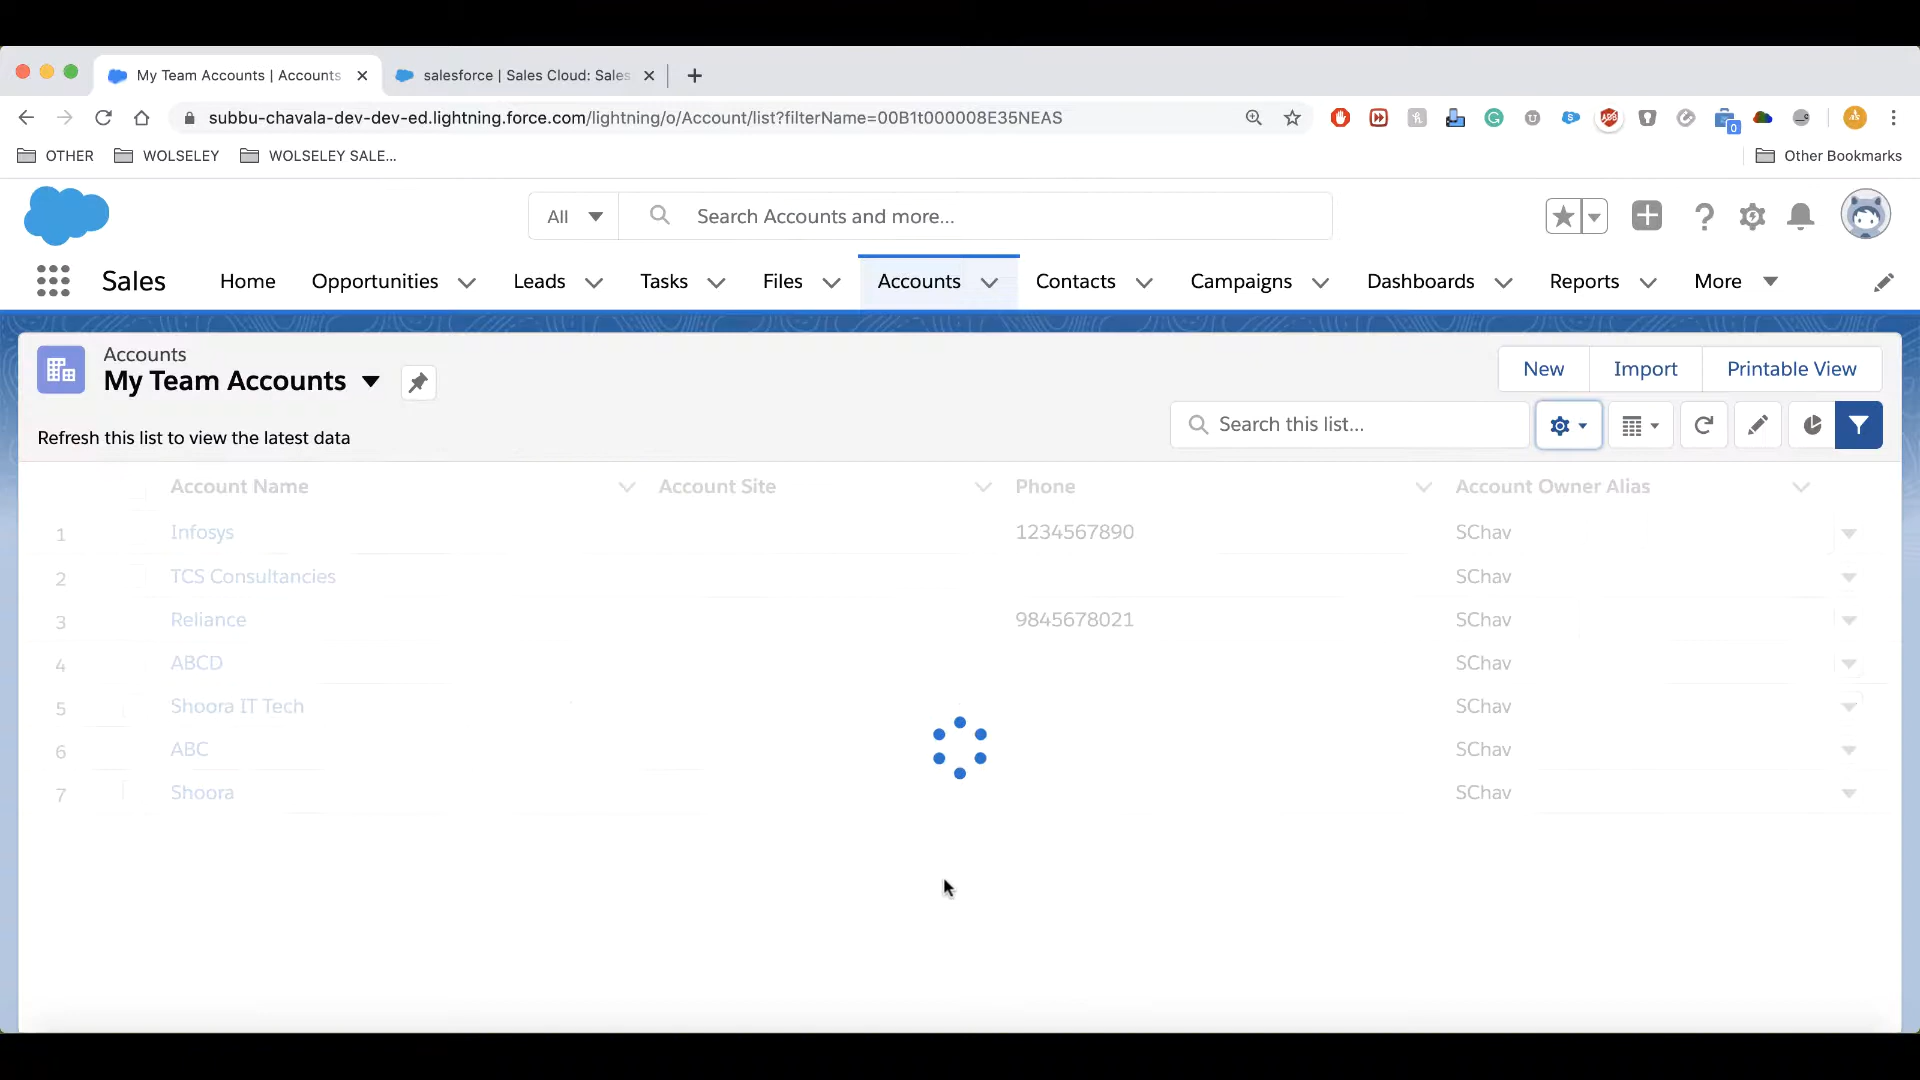 My Team Accounts | Accounts
salesforce | Sales Cloud: Sales
subbu-chavala-dev-dev-ed.lightning.force.com/lightning/o/Account/list?filterName=00B1t000008E35NEAS
0
OTHER WOLSELEY WOLSELEY SALE... Other Bookmarks
All Search Accounts and more...
Sales Home Opportunities Leads Tasks Files Accounts Contacts Campaigns Dashboards Reports More
Accounts
My Team Accounts
New Import Printable View
Refresh this list to view the latest data
Search this list...
Account Name Account Site Phone Account Owner Alias
1 Infosys 1234567890 SChav
2 TCS Consultancies SChav
3 Reliance 9845678021 SChav
4 ABCD SChav
5 Shoora IT Tech SChav
6 ABC SChav
7 Shoora SChav